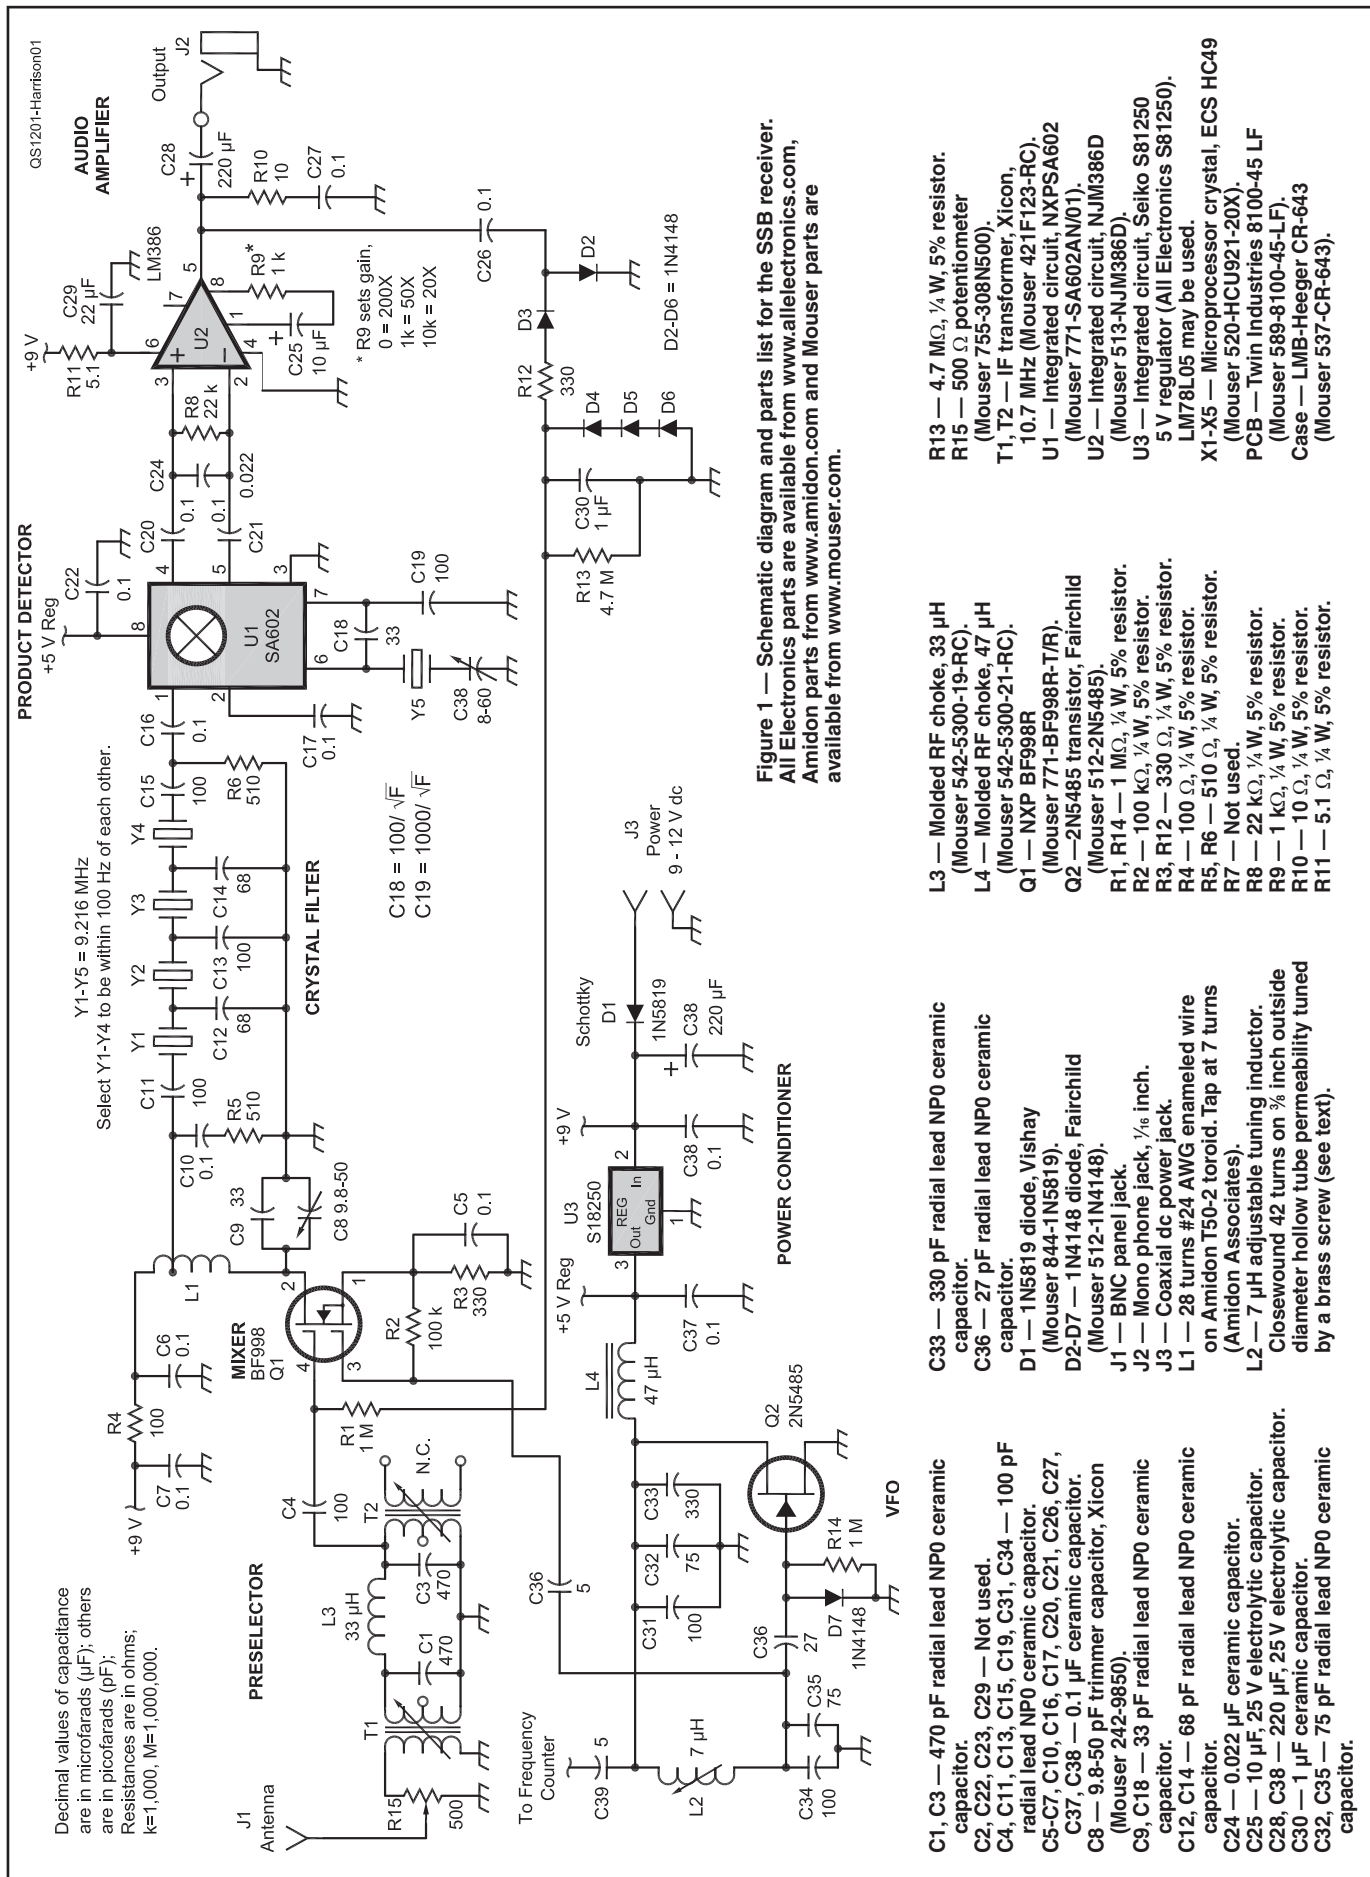 QS1201-Harrison01
Decimal values of capacitance
are in microfarads (µF); others
are in picofarads (pF);
Resistances are in ohms;
k=1,000, M=1,000,000.
J1
Antenna
R15
500
PRESELECTOR
T1
C1
470
L3
33 µH
C3
470
T2
N.C.
C4
100
R1
1 M
+9 V
C7
0.1
R4
100
C6
0.1
MIXER
BF998
Q1
4
3
2
1
L1
R2
100 k
R3
330
C5
0.1
C9
33
C8 9.8-50
C10
0.1
R5
510
Y1-Y5 = 9.216 MHz
Select Y1-Y4 to be within 100 Hz of each other.
C11
100
Y1
C12
68
Y2
C13
100
Y3
C14
68
Y4
C15
100
R6
510
CRYSTAL FILTER
C16
0.1
PRODUCT DETECTOR
+5 V Reg
C22
0.1
8
1
2
U1
SA602
4
5
3
6
7
C17
0.1
C18
33
C19
100
Y5
C38
8-60
C18 = 100/ √F
C19 = 1000/ √F
C20
0.1
0.1
C21
C24
0.022
R8
22 k
AUDIO
AMPLIFIER
+9 V
R11
5.1
C29
22 µF
LM386
3
2
6
7
5
U2
+
–
1
8
4
R9*
1 k
+
C25
10 µF
* R9 sets gain,
0 = 200X
1k = 50X
10k = 20X
+
C28
220 µF
Output
J2
R10
10
C27
0.1
C26
0.1
D2
D3
R12
330
D4
D5
D6
D2-D6 = 1N4148
C30
1 µF
R13
4.7 M
To Frequency
Counter
C39
5
L2
7 µH
C34
100
C35
75
C36
27
C36
5
D7
1N4148
R14
1 M
C31
100
C32
75
C33
330
Q2
2N5485
VFO
L4
47 µH
+5 V Reg
C37
0.1
U3
S18250
REG
Out
In
Gnd
3
2
1
+9 V
C38
0.1
+
C38
220 µF
Schottky
D1
1N5819
J3
Power
9 - 12 V dc
POWER CONDITIONER
Figure 1 — Schematic diagram and parts list for the SSB receiver.
All Electronics parts are available from www.allelectronics.com,
Amidon parts from www.amidon.com and Mouser parts are
available from www.mouser.com.
C1, C3 — 470 pF radial lead NP0 ceramic
capacitor.
C2, C22, C23, C29 — Not used.
C4, C11, C13, C15, C19, C31, C34 — 100 pF
radial lead NP0 ceramic capacitor.
C5-C7, C10, C16, C17, C20, C21, C26, C27,
C37, C38 — 0.1 µF ceramic capacitor.
C8 — 9.8-50 pF trimmer capacitor, Xicon
(Mouser 242-9850).
C9, C18 — 33 pF radial lead NP0 ceramic
capacitor.
C12, C14 — 68 pF radial lead NP0 ceramic
capacitor.
C24 — 0.022 µF ceramic capacitor.
C25 — 10 µF, 25 V electrolytic capacitor.
C28, C38 — 220 µF, 25 V electrolytic capacitor.
C30 — 1 µF ceramic capacitor.
C32, C35 — 75 pF radial lead NP0 ceramic
capacitor.
C33 — 330 pF radial lead NP0 ceramic
capacitor.
C36 — 27 pF radial lead NP0 ceramic
capacitor.
D1 — 1N5819 diode, Vishay
(Mouser 844-1N5819).
D2-D7 — 1N4148 diode, Fairchild
(Mouser 512-1N4148).
J1 — BNC panel jack.
J2 — Mono phone jack, 1⁄16 inch.
J3 — Coaxial dc power jack.
L1 — 28 turns #24 AWG enameled wire
on Amidon T50-2 toroid. Tap at 7 turns
(Amidon Associates).
L2 — 7 µH adjustable tuning inductor.
Closewound 42 turns on ⅜ inch outside
diameter hollow tube permeability tuned
by a brass screw (see text).
L3 — Molded RF choke, 33 µH
(Mouser 542-5300-19-RC).
L4 — Molded RF choke, 47 µH
(Mouser 542-5300-21-RC).
Q1 — NXP BF998R
(Mouser 771-BF998R-T/R).
Q2 —2N5485 transistor, Fairchild
(Mouser 512-2N5485).
R1, R14 — 1 MΩ, ¼ W, 5% resistor.
R2 — 100 kΩ, ¼ W, 5% resistor.
R3, R12 — 330 Ω, ¼ W, 5% resistor.
R4 — 100 Ω, ¼ W, 5% resistor.
R5, R6 — 510 Ω, ¼ W, 5% resistor.
R7 — Not used.
R8 — 22 kΩ, ¼ W, 5% resistor.
R9 — 1 kΩ, ¼ W, 5% resistor.
R10 — 10 Ω, ¼ W, 5% resistor.
R11 — 5.1 Ω, ¼ W, 5% resistor.
R13 — 4.7 MΩ, ¼ W, 5% resistor.
R15 — 500 Ω potentiometer
(Mouser 755-308N500).
T1, T2 — IF transformer, Xicon,
10.7 MHz (Mouser 421F123-RC).
U1 — Integrated circuit, NXPSA602
(Mouser 771-SA602AN/01).
U2 — Integrated circuit, NJM386D
(Mouser 513-NJM386D).
U3 — Integrated circuit, Seiko S81250
5 V regulator (All Electronics S81250).
LM78L05 may be used.
X1-X5 — Microprocessor crystal, ECS HC49
(Mouser 520-HCU921-20X).
PCB — Twin Industries 8100-45 LF
(Mouser 589-8100-45-LF).
Case — LMB-Heeger CR-643
(Mouser 537-CR-643).